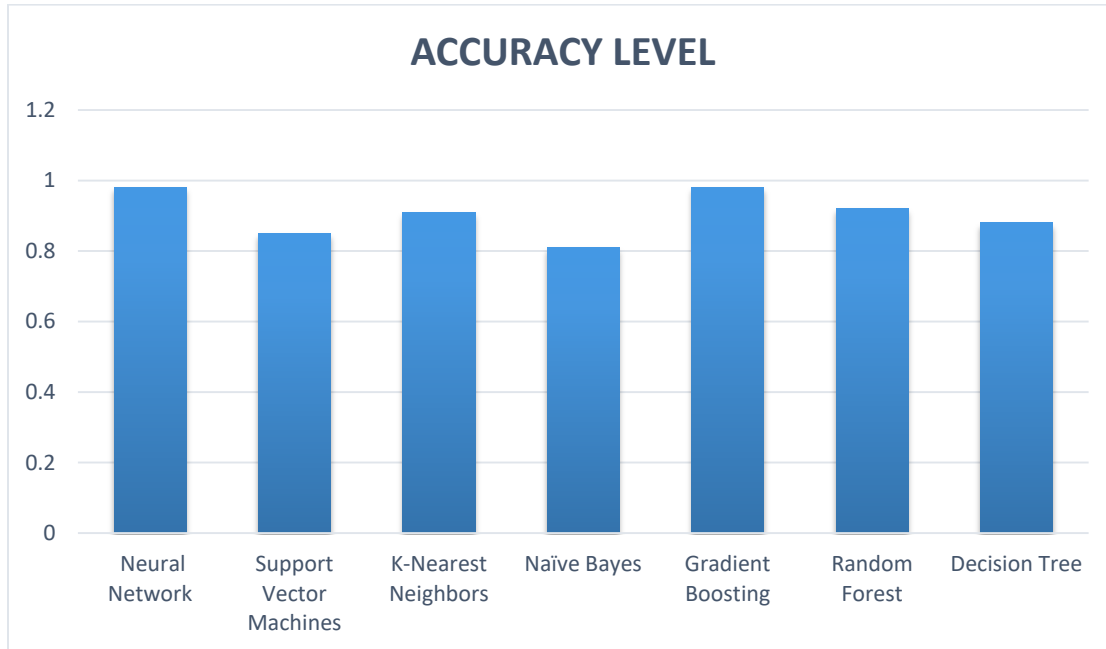 ACCURACY LEVEL
1.2
1
0.8
0.6
0.4
0.2
0
Neural
Network
Support
Vector
Machines
K-Nearest
Neighbors
Naïve Bayes
Gradient
Boosting
Random
Forest
Decision Tree